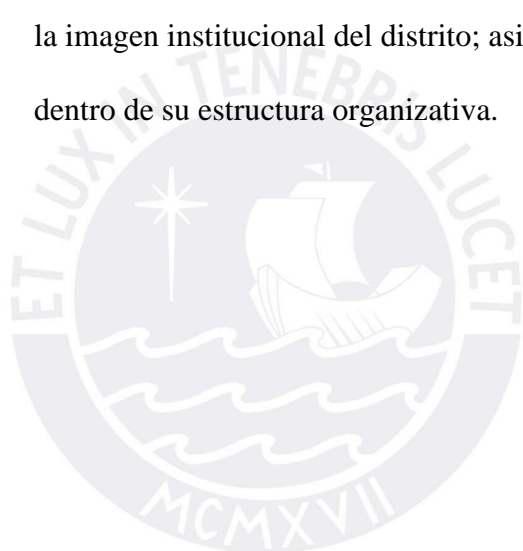 la imagen institucional del distrito; asi
dentro de su estructura organizativa.
ET LUX IN TENEBRIS LUCET
MCMXVII